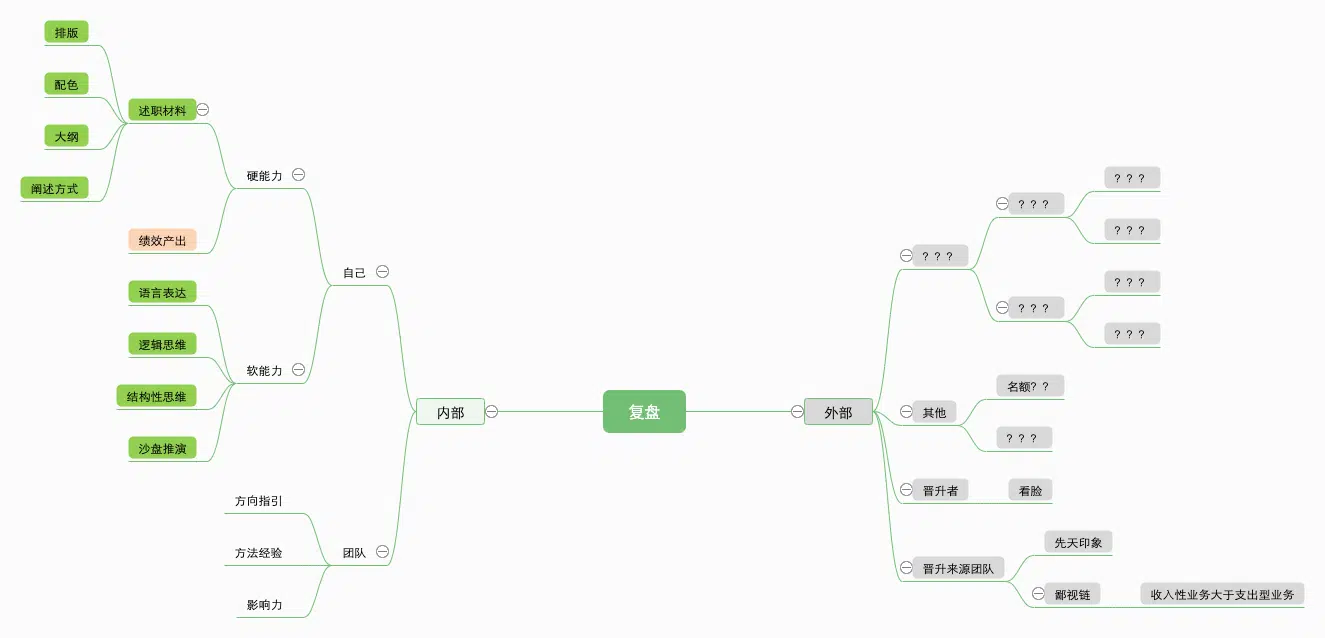 复盘
内部
自己
硬能力
述职材料
排版
配色
大纲
阐述方式
绩效产出
软能力
语言表达
逻辑思维
结构性思维
沙盘推演
团队
方向指引
方法经验
影响力
外部
？？？
？？？
？？？
？？？
？？？
？？？
？？？
其他
名额？？
？？？
晋升者
看脸
晋升来源团队
先天印象
鄙视链
收入性业务大于支出型业务